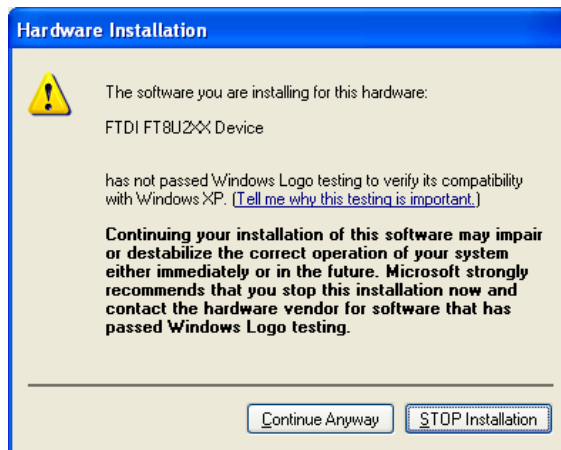 Hardware Installation
The software you are installing for this hardware:
FTDI FT8U2XX Device
has not passed Windows Logo testing to verify its compatibility
with Windows XP. (Tell me why this testing is important.)
Continuing your installation of this software may impair
or destabilize the correct operation of your system
either immediately or in the future. Microsoft strongly
recommends that you stop this installation now and
contact the hardware vendor for software that has
passed Windows Logo testing.
Continue Anyway
STOP Installation